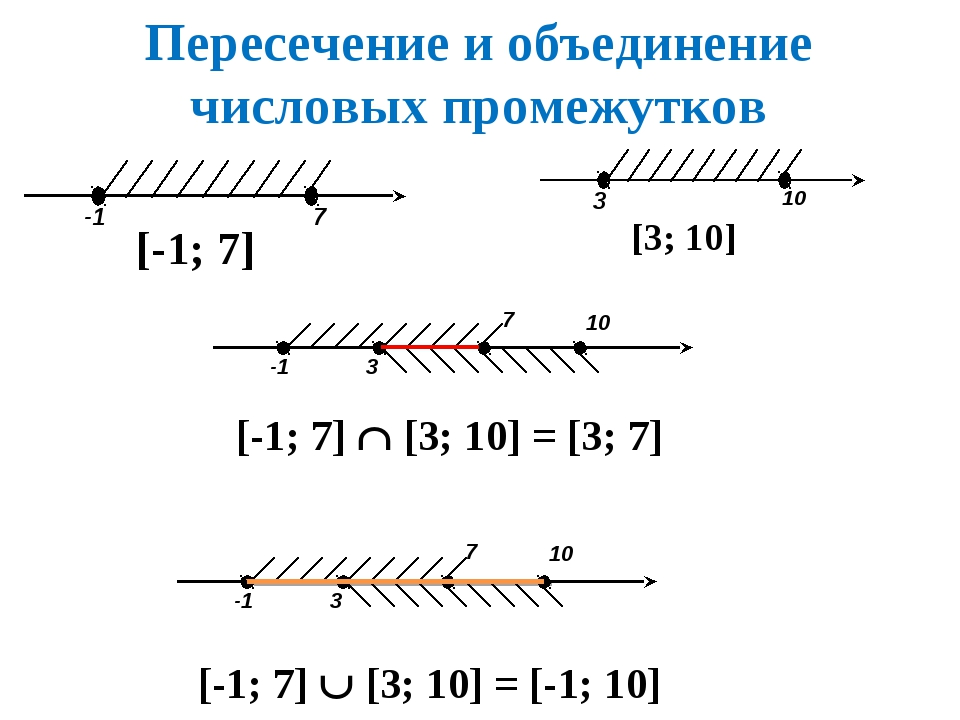 Пересечение и объединение
числовых промежутков
-1 7
[-1; 7]
3 10
[3; 10]
7 10
-1 3
[-1; 7] ∩ [3; 10] = [3; 7]
7 10
-1 3
[-1; 7] ∪ [3; 10] = [-1; 10]